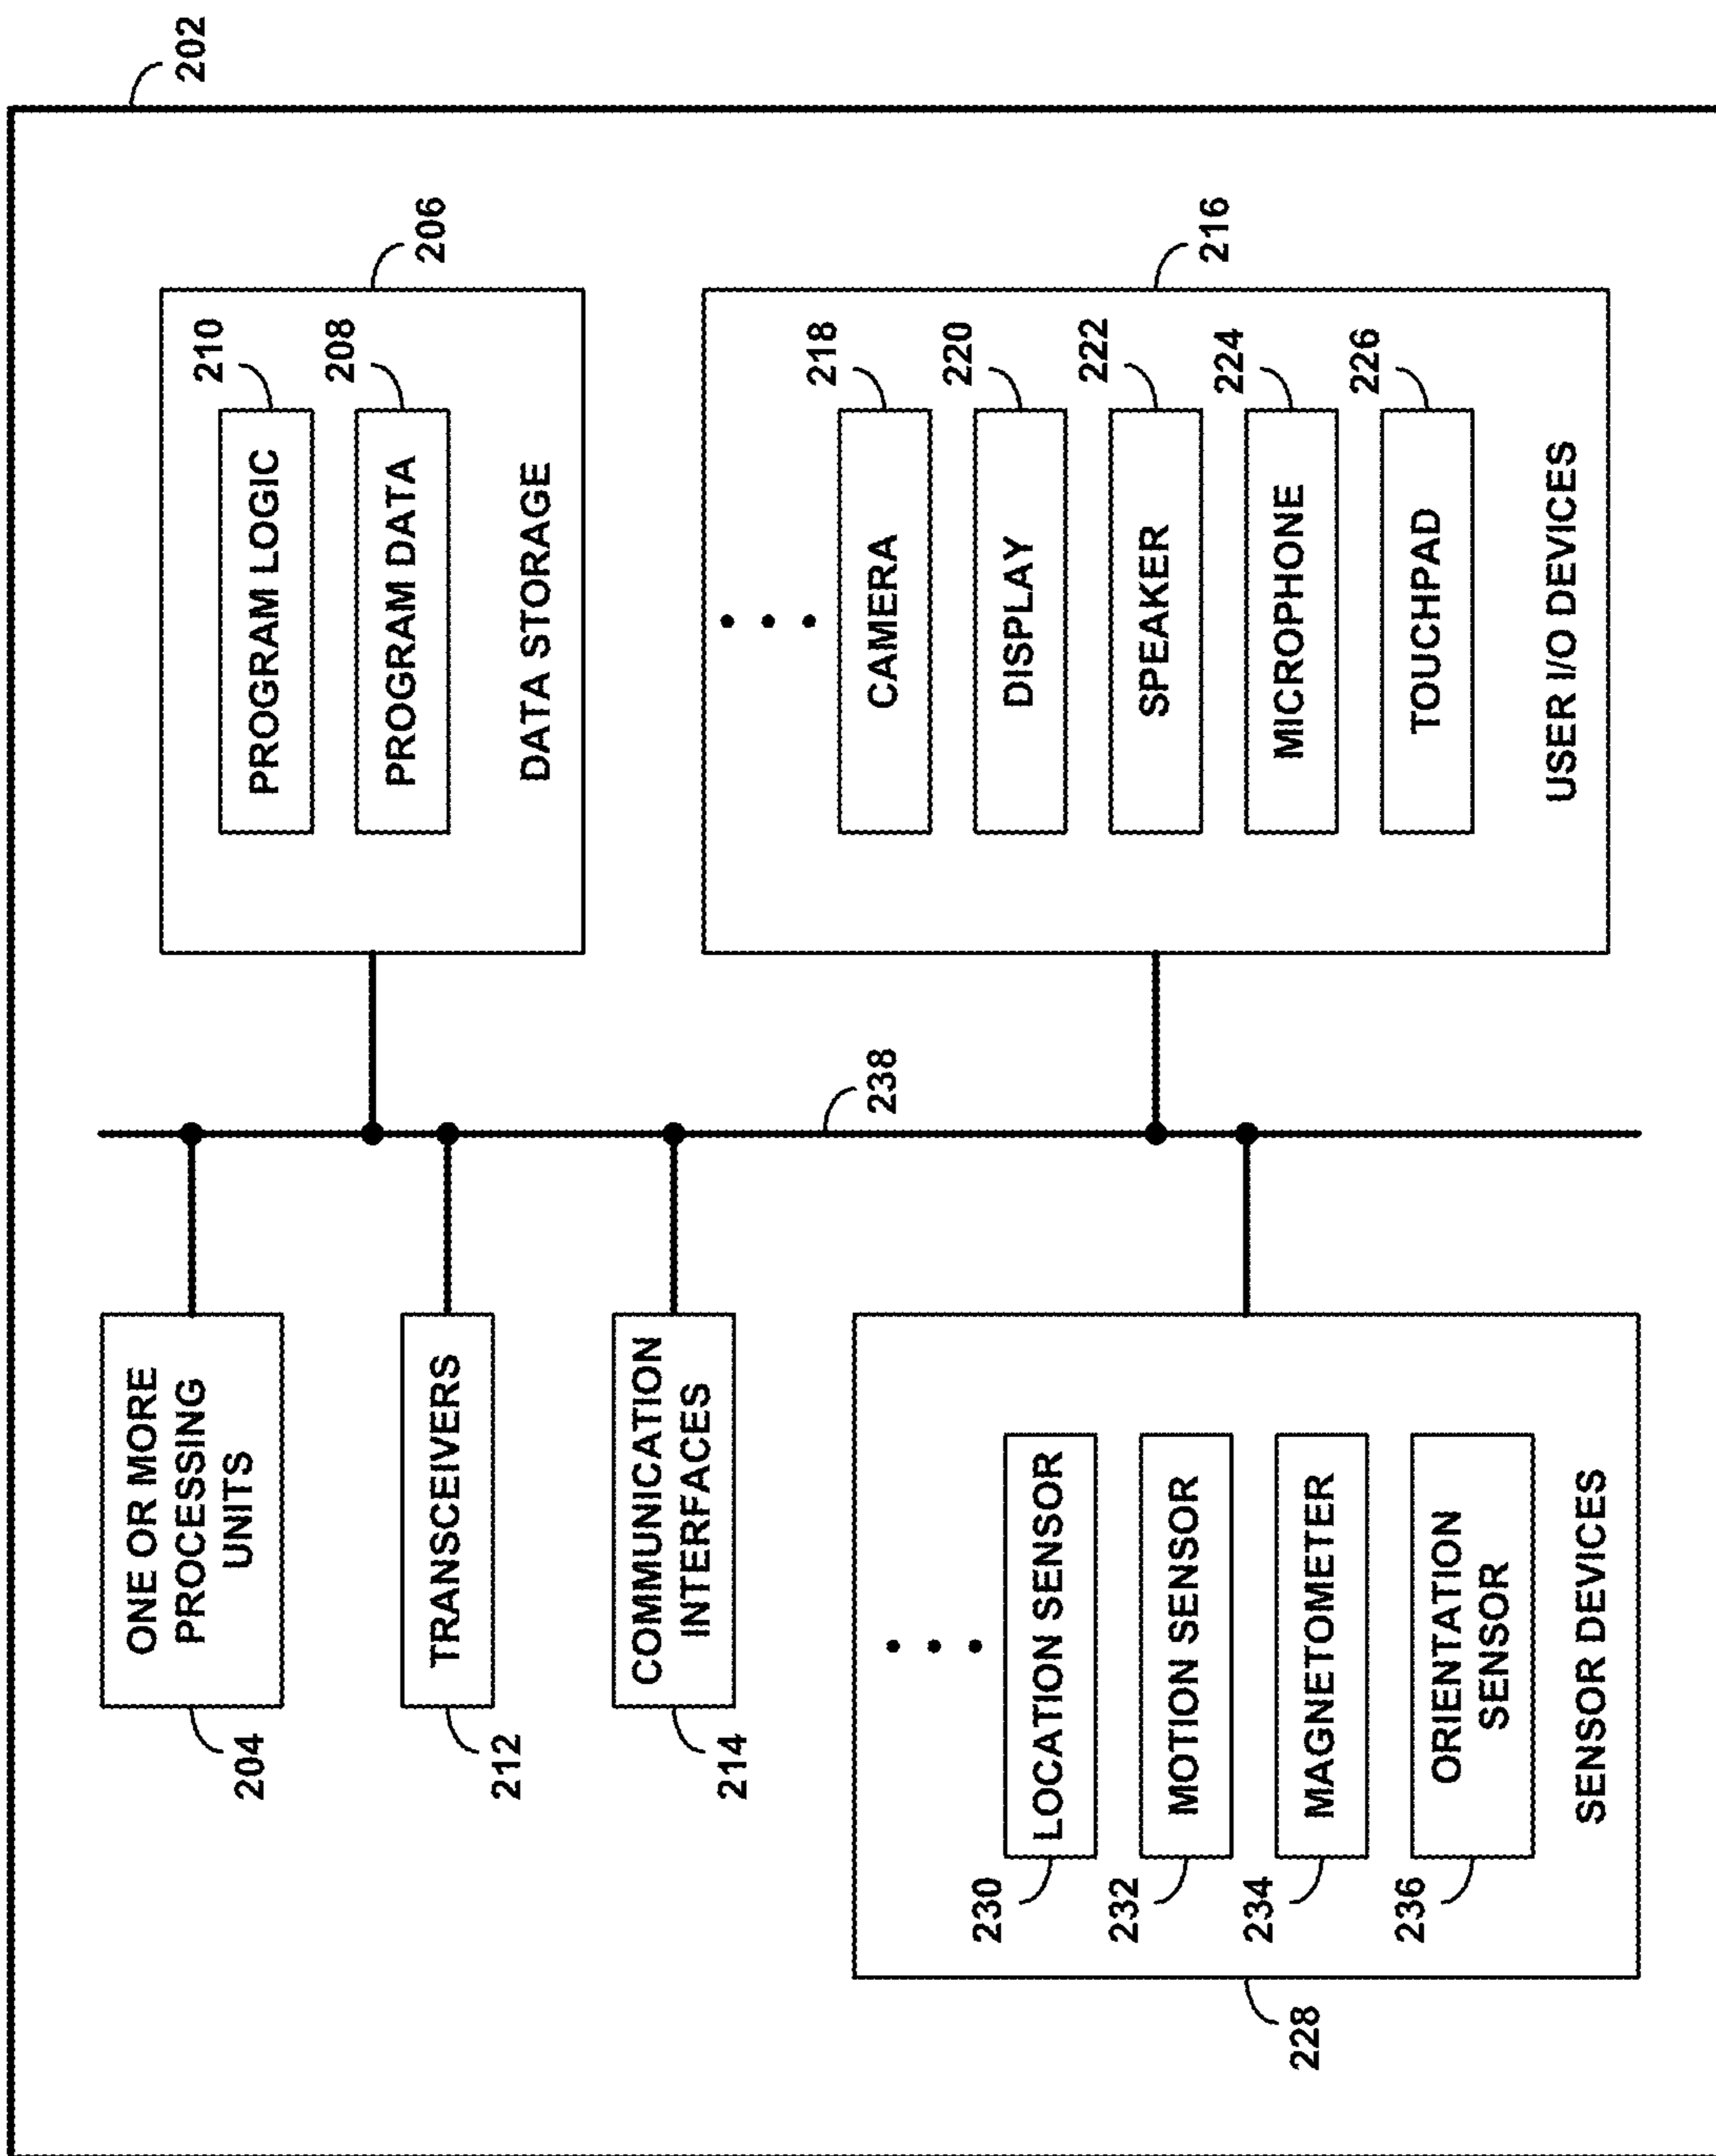 202
ONE OR MORE
PROCESSING
UNITS
204
TRANSCEIVERS
212
COMMUNICATION
INTERFACES
214
LOCATION SENSOR
230
MOTION SENSOR
232
MAGNETOMETER
234
ORIENTATION
SENSOR
236
SENSOR DEVICES
228
238
PROGRAM LOGIC
210
PROGRAM DATA
208
DATA STORAGE
206
CAMERA
218
DISPLAY
220
SPEAKER
222
MICROPHONE
224
TOUCHPAD
226
USER I/O DEVICES
216